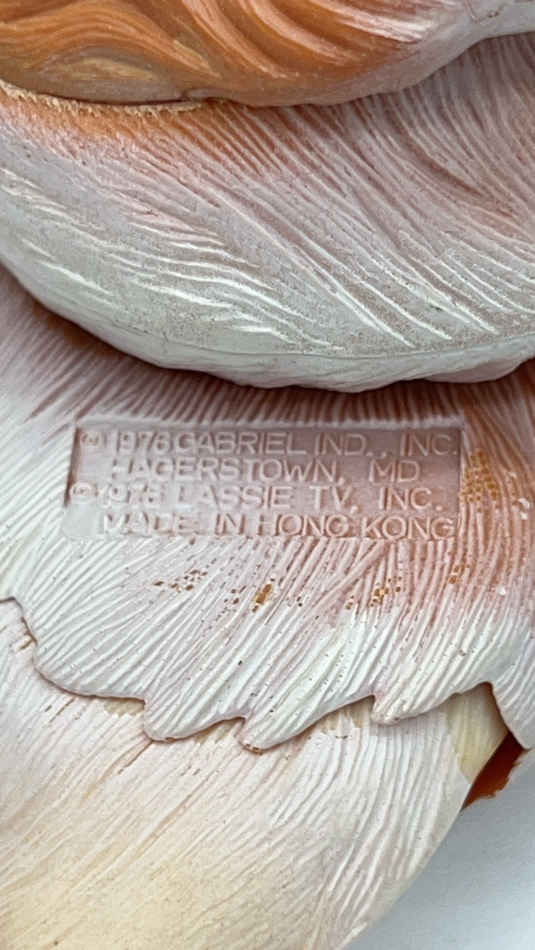 © 1976 GABRIEL IND., INC.
HAGERSTOWN, MD.
© 1976 LASSIE TV, INC.
MADE IN HONG KONG